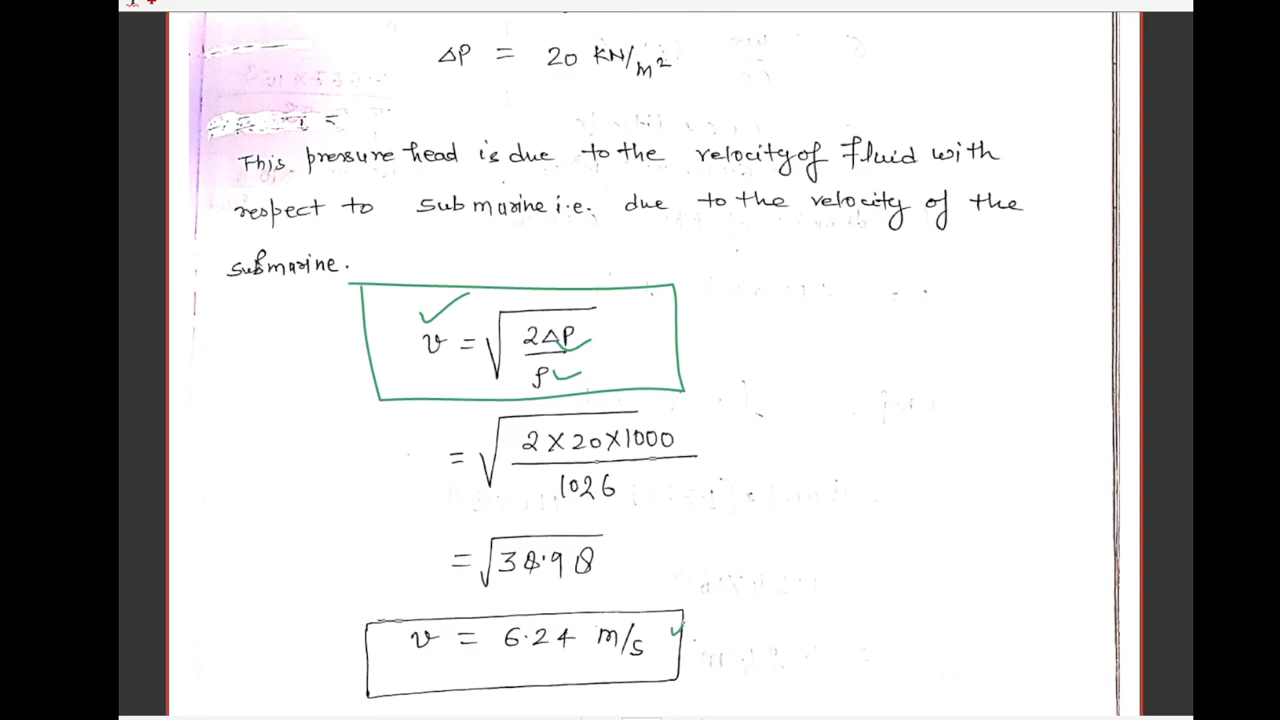 ΔP = 20 KN/m²
This pressure head is due to the velocity of fluid with
respect to submarine i.e. due to the velocity of the
submarine.
v = √(2ΔP/ρ)
= √(2×20×1000/1026)
= √38.98
v = 6.24 m/s